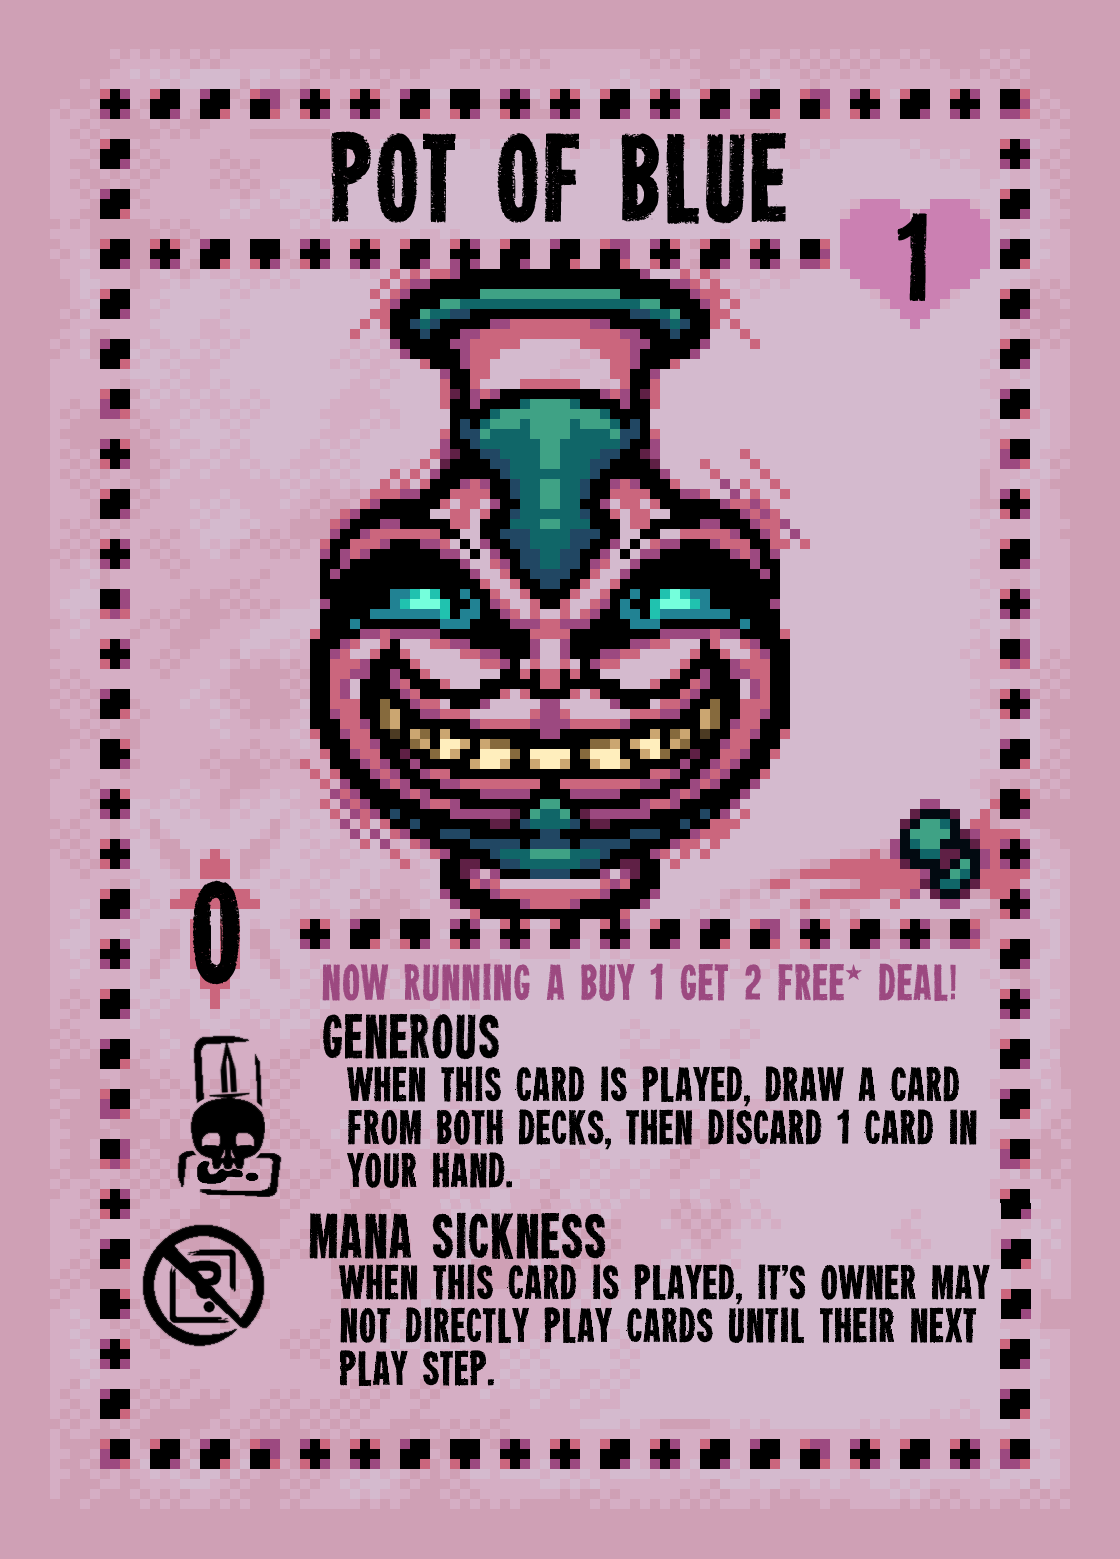 POT OF BLUE
1
0
NOW RUNNING A BUY 1 GET 2 FREE* DEAL!
GENEROUS
WHEN THIS CARD IS PLAYED, DRAW A CARD
FROM BOTH DECKS, THEN DISCARD 1 CARD IN
YOUR HAND.
MANA SICKNESS
WHEN THIS CARD IS PLAYED, IT'S OWNER MAY
NOT DIRECTLY PLAY CARDS UNTIL THEIR NEXT
PLAY STEP.